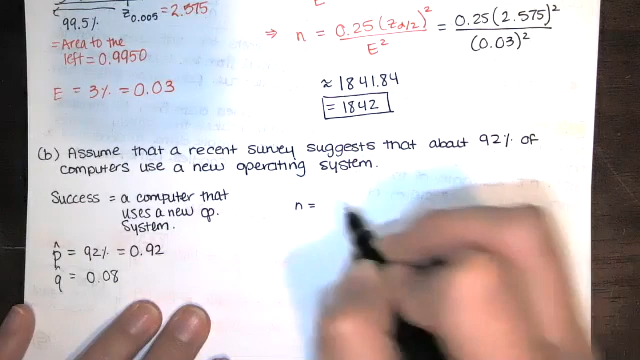 99.5% z0.005 = 2.575
= Area to the
left = 0.9950
E = 3% = 0.03
⇒ n = 0.25(zα/2)² / E² = 0.25(2.575)² / (0.03)²
≈ 1841.84
= 1842
(b) Assume that a recent survey suggests that about 92% of
computers use a new operating system.
Success = a computer that
uses a new op.
system.
p̂ = 92% = 0.92
q̂ = 0.08
n =